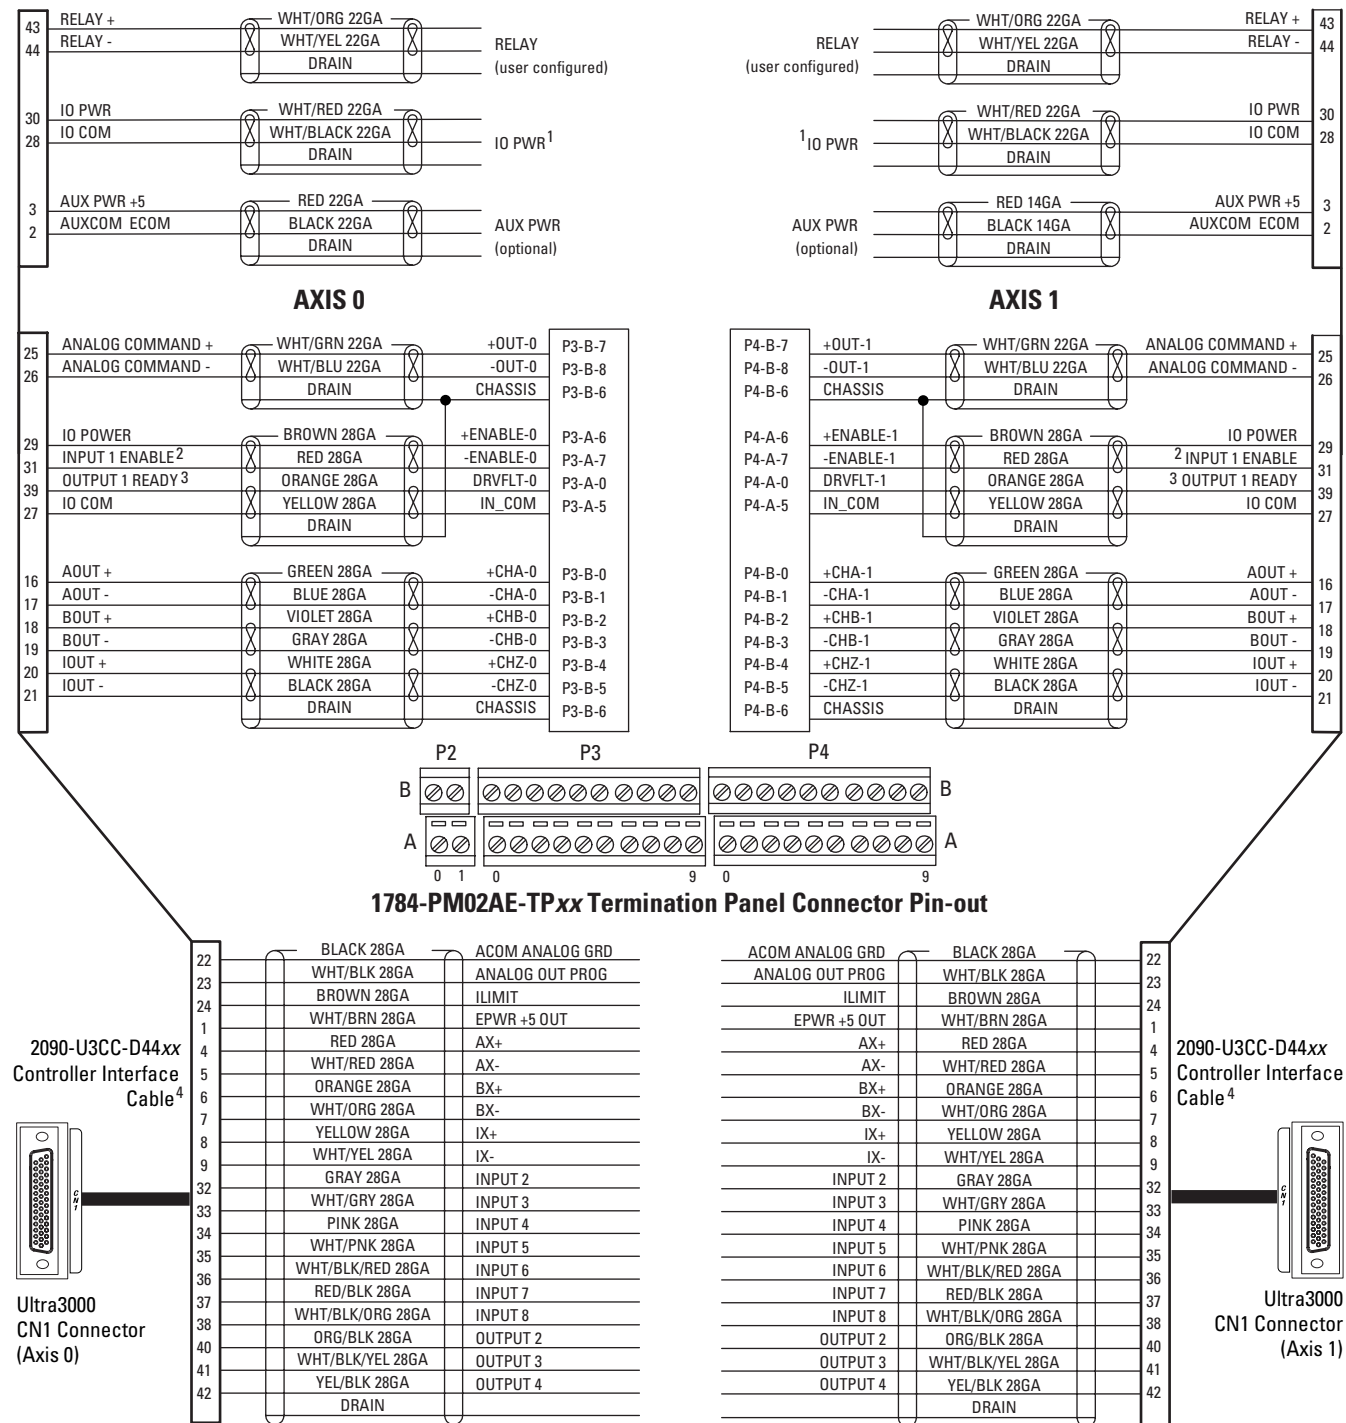 43 RELAY + WHT/ORG 22GA
44 RELAY - WHT/YEL 22GA RELAY
DRAIN (user configured)
30 IO PWR WHT/RED 22GA
28 IO COM WHT/BLACK 22GA IO PWR1
DRAIN
3 AUX PWR +5 RED 22GA
2 AUXCOM ECOM BLACK 22GA AUX PWR
DRAIN (optional)
WHT/ORG 22GA RELAY + 43
RELAY WHT/YEL 22GA RELAY - 44
(user configured) DRAIN
WHT/RED 22GA IO PWR 30
1IO PWR WHT/BLACK 22GA IO COM 28
DRAIN
RED 14GA AUX PWR +5 3
AUX PWR BLACK 14GA AUXCOM ECOM 2
(optional) DRAIN
AXIS 0
25 ANALOG COMMAND + WHT/GRN 22GA +OUT-0 P3-B-7
26 ANALOG COMMAND - WHT/BLU 22GA -OUT-0 P3-B-8
DRAIN CHASSIS P3-B-6
29 IO POWER BROWN 28GA +ENABLE-0 P3-A-6
31 INPUT 1 ENABLE2 RED 28GA -ENABLE-0 P3-A-7
39 OUTPUT 1 READY3 ORANGE 28GA DRVFLT-0 P3-A-0
27 IO COM YELLOW 28GA IN_COM P3-A-5
DRAIN
16 AOUT + GREEN 28GA +CHA-0 P3-B-0
17 AOUT - BLUE 28GA -CHA-0 P3-B-1
18 BOUT + VIOLET 28GA +CHB-0 P3-B-2
19 BOUT - GRAY 28GA -CHB-0 P3-B-3
20 IOUT + WHITE 28GA +CHZ-0 P3-B-4
21 IOUT - BLACK 28GA -CHZ-0 P3-B-5
DRAIN CHASSIS P3-B-6
AXIS 1
P4-B-7 +OUT-1 WHT/GRN 22GA ANALOG COMMAND + 25
P4-B-8 -OUT-1 WHT/BLU 22GA ANALOG COMMAND - 26
P4-B-6 CHASSIS DRAIN
P4-A-6 +ENABLE-1 BROWN 28GA IO POWER 29
P4-A-7 -ENABLE-1 RED 28GA 2 INPUT 1 ENABLE 31
P4-A-0 DRVFLT-1 ORANGE 28GA 3 OUTPUT 1 READY 39
P4-A-5 IN_COM YELLOW 28GA IO COM 27
DRAIN
P4-B-0 +CHA-1 GREEN 28GA AOUT + 16
P4-B-1 -CHA-1 BLUE 28GA AOUT - 17
P4-B-2 +CHB-1 VIOLET 28GA BOUT + 18
P4-B-3 -CHB-1 GRAY 28GA BOUT - 19
P4-B-4 +CHZ-1 WHITE 28GA IOUT + 20
P4-B-5 -CHZ-1 BLACK 28GA IOUT - 21
P4-B-6 CHASSIS DRAIN
P2 P3 P4
B B
A A
0 1 0 9 0 9
1784-PM02AE-TPxx Termination Panel Connector Pin-out
22 BLACK 28GA ACOM ANALOG GRD
23 WHT/BLK 28GA ANALOG OUT PROG
24 BROWN 28GA ILIMIT
1 WHT/BRN 28GA EPWR +5 OUT
4 RED 28GA AX+
5 WHT/RED 28GA AX-
6 ORANGE 28GA BX+
7 WHT/ORG 28GA BX-
8 YELLOW 28GA IX+
9 WHT/YEL 28GA IX-
32 GRAY 28GA INPUT 2
33 WHT/GRY 28GA INPUT 3
34 PINK 28GA INPUT 4
35 WHT/PNK 28GA INPUT 5
36 WHT/BLK/RED 28GA INPUT 6
37 RED/BLK 28GA INPUT 7
38 WHT/BLK/ORG 28GA INPUT 8
40 ORG/BLK 28GA OUTPUT 2
41 WHT/BLK/YEL 28GA OUTPUT 3
42 YEL/BLK 28GA OUTPUT 4
DRAIN
2090-U3CC-D44xx
Controller Interface
Cable4
CN1
Ultra3000
CN1 Connector
(Axis 0)
ACOM ANALOG GRD BLACK 28GA 22
ANALOG OUT PROG WHT/BLK 28GA 23
ILIMIT BROWN 28GA 24
EPWR +5 OUT WHT/BRN 28GA 1
AX+ RED 28GA 4
AX- WHT/RED 28GA 5
BX+ ORANGE 28GA 6
BX- WHT/ORG 28GA 7
IX+ YELLOW 28GA 8
IX- WHT/YEL 28GA 9
INPUT 2 GRAY 28GA 32
INPUT 3 WHT/GRY 28GA 33
INPUT 4 PINK 28GA 34
INPUT 5 WHT/PNK 28GA 35
INPUT 6 WHT/BLK/RED 28GA 36
INPUT 7 RED/BLK 28GA 37
INPUT 8 WHT/BLK/ORG 28GA 38
OUTPUT 2 ORG/BLK 28GA 40
OUTPUT 3 WHT/BLK/YEL 28GA 41
OUTPUT 4 YEL/BLK 28GA 42
DRAIN
2090-U3CC-D44xx
Controller Interface
Cable4
CN1
Ultra3000
CN1 Connector
(Axis 1)